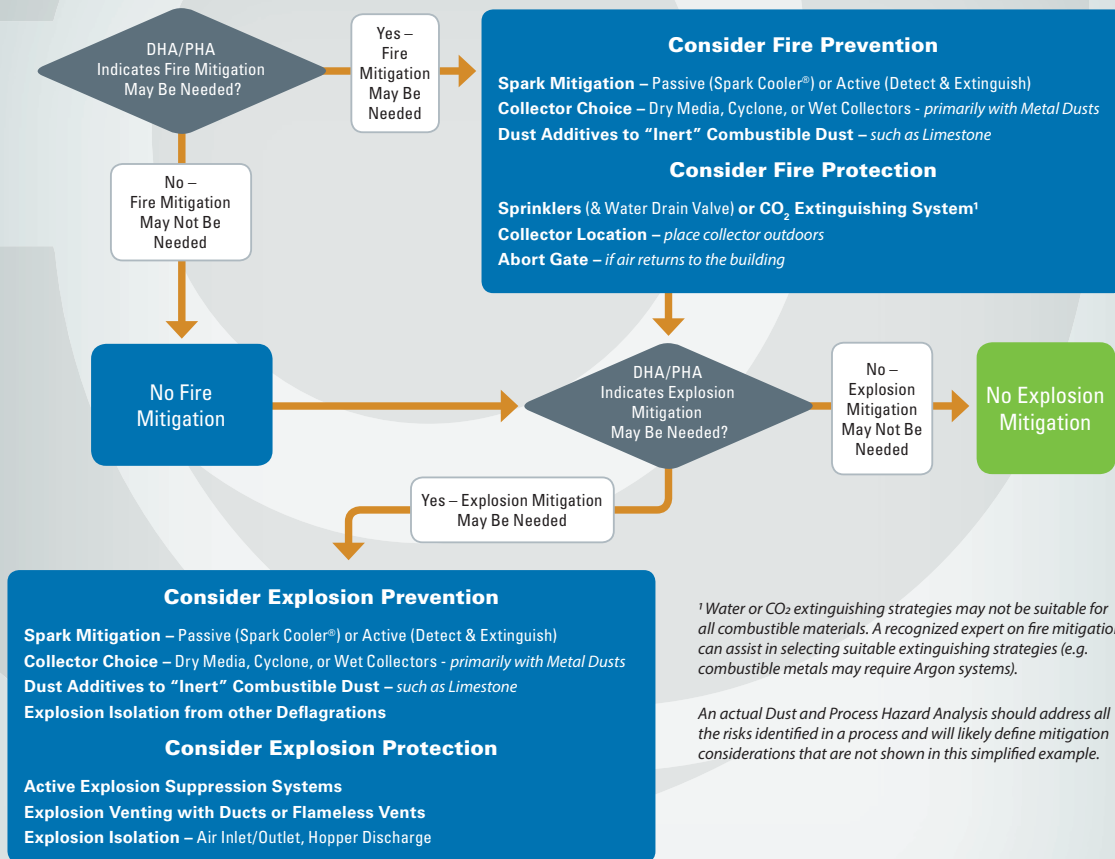 DHA/PHA
Indicates Fire Mitigation
May Be Needed?
Yes –
Fire
Mitigation
May Be
Needed
Consider Fire Prevention
Spark Mitigation – Passive (Spark Cooler®) or Active (Detect & Extinguish)
Collector Choice – Dry Media, Cyclone, or Wet Collectors - primarily with Metal Dusts
Dust Additives to “Inert” Combustible Dust – such as Limestone
Consider Fire Protection
Sprinklers (& Water Drain Valve) or CO₂ Extinguishing System¹
Collector Location – place collector outdoors
Abort Gate – if air returns to the building
No –
Fire Mitigation
May Not Be
Needed
No Fire
Mitigation
DHA/PHA
Indicates Explosion
Mitigation
May Be Needed?
No –
Explosion
Mitigation
May Not Be
Needed
No Explosion
Mitigation
Yes – Explosion Mitigation
May Be Needed
Consider Explosion Prevention
Spark Mitigation – Passive (Spark Cooler®) or Active (Detect & Extinguish)
Collector Choice – Dry Media, Cyclone, or Wet Collectors - primarily with Metal Dusts
Dust Additives to “Inert” Combustible Dust – such as Limestone
Explosion Isolation from other Deflagrations
Consider Explosion Protection
Active Explosion Suppression Systems
Explosion Venting with Ducts or Flameless Vents
Explosion Isolation – Air Inlet/Outlet, Hopper Discharge
¹ Water or CO₂ extinguishing strategies may not be suitable for
all combustible materials. A recognized expert on fire mitigation
can assist in selecting suitable extinguishing strategies (e.g.
combustible metals may require Argon systems).
An actual Dust and Process Hazard Analysis should address all
the risks identified in a process and will likely define mitigation
considerations that are not shown in this simplified example.